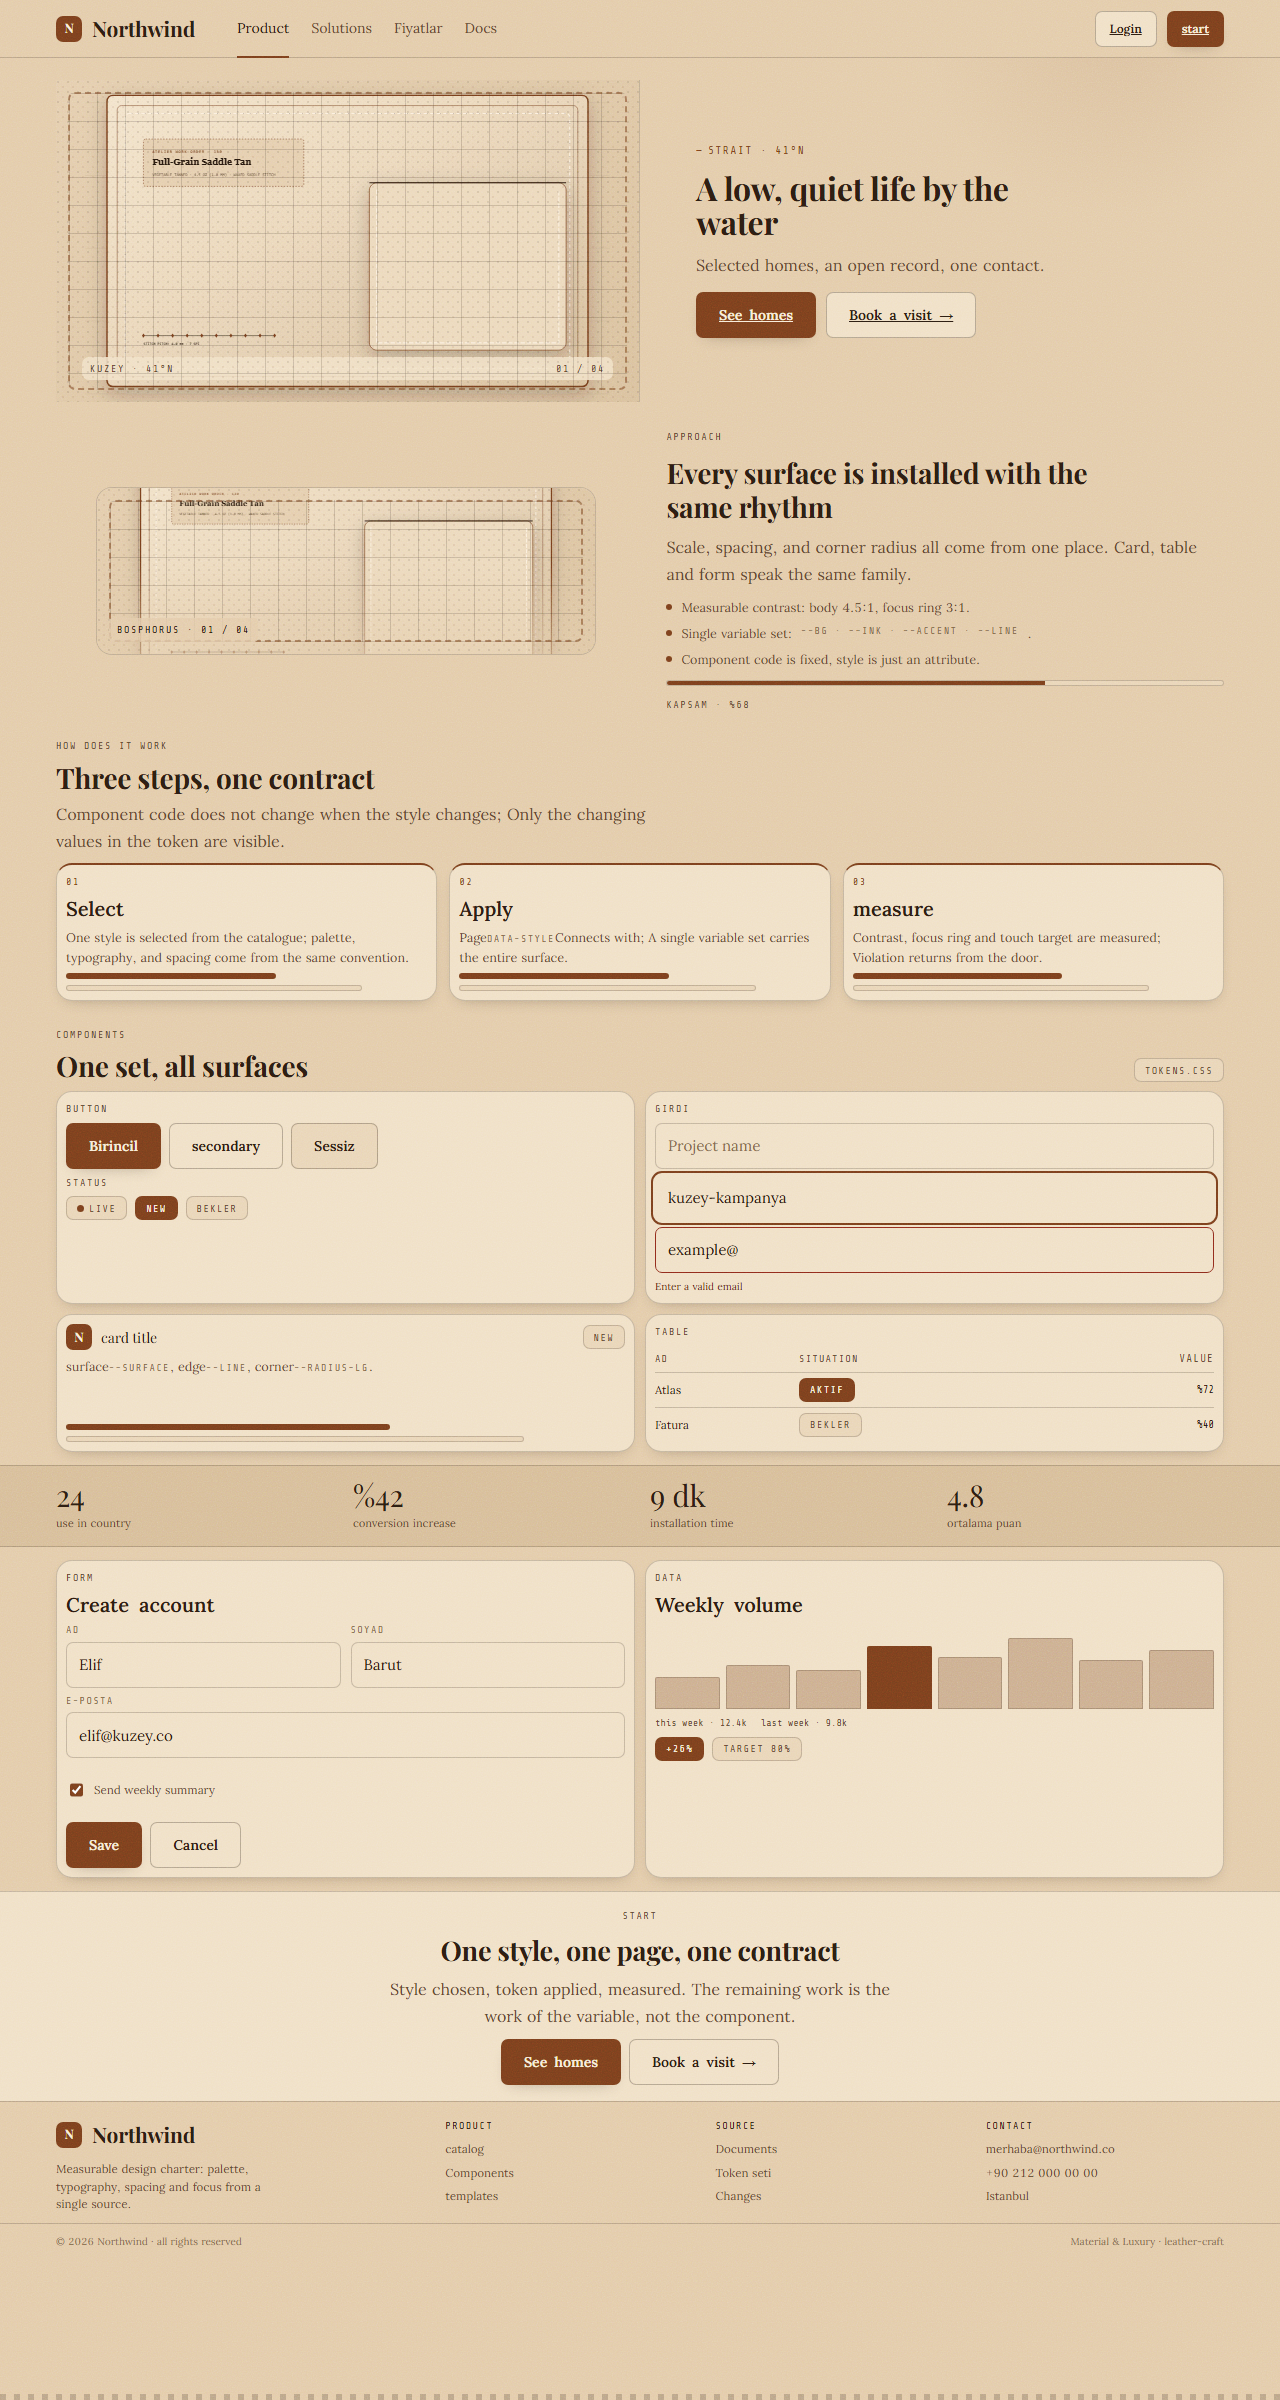 N Northwind Product Solutions Fiyatlar Docs Login start
ATELIER WORK ORDER · 168
Full-Grain Saddle Tan
KUZEY · 41°N 01 / 04
— STRAIT · 41°N
A low, quiet life by the
water
Selected homes, an open record, one contact.
See homes Book a visit →
Full-Grain Saddle Tan
BOSPHORUS · 01 / 04
APPROACH
Every surface is installed with the
same rhythm
Scale, spacing, and corner radius all come from one place. Card, table
and form speak the same family.
Measurable contrast: body 4.5:1, focus ring 3:1.
Single variable set: --BG · --INK · --ACCENT · --LINE .
Component code is fixed, style is just an attribute.
KAPSAM · %68
HOW DOES IT WORK
Three steps, one contract
Component code does not change when the style changes; Only the changing
values in the token are visible.
01
Select
One style is selected from the catalogue; palette,
typography, and spacing come from the same convention.
02
Apply
PageDATA-STYLEConnects with; A single variable set carries
the entire surface.
03
measure
Contrast, focus ring and touch target are measured;
Violation returns from the door.
COMPONENTS
One set, all surfaces
TOKENS.CSS
BUTTON
Birincil secondary Sessiz
STATUS
LIVE NEW BEKLER
GIRDI
Project name
kuzey-kampanya
example@
Enter a valid email
N card title NEW
surface--SURFACE, edge--LINE, corner--RADIUS-LG.
TABLE
AD SITUATION VALUE
Atlas AKTIF %72
Fatura BEKLER %40
24
use in country
%42
conversion increase
9 dk
installation time
4.8
ortalama puan
FORM
Create account
AD SOYAD
Elif Barut
E-POSTA
elif@kuzey.co
Send weekly summary
Save Cancel
DATA
Weekly volume
this week · 12.4k last week · 9.8k
+26% TARGET 80%
START
One style, one page, one contract
Style chosen, token applied, measured. The remaining work is the
work of the variable, not the component.
See homes Book a visit →
N Northwind
Measurable design charter: palette,
typography, spacing and focus from a
single source.
PRODUCT
catalog
Components
templates
SOURCE
Documents
Token seti
Changes
CONTACT
merhaba@northwind.co
+90 212 000 00 00
Istanbul
© 2026 Northwind · all rights reserved
Material & Luxury · leather-craft